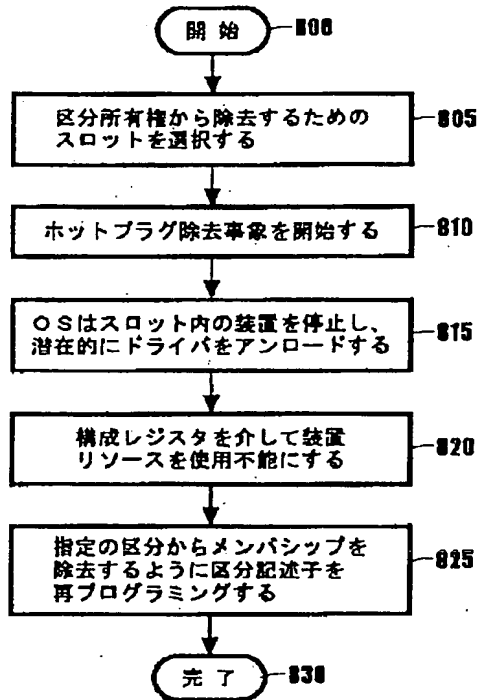 開始
800
区分所有権から除去するための
スロットを選択する
805
ホットプラグ除去事象を開始する
810
OSはスロット内の装置を停止し、
潜在的にドライバをアンロードする
815
構成レジスタを介して装置
リソースを使用不能にする
820
指定の区分からメンバシップを
除去するように区分記述子を
再プログラミングする
825
完了
830